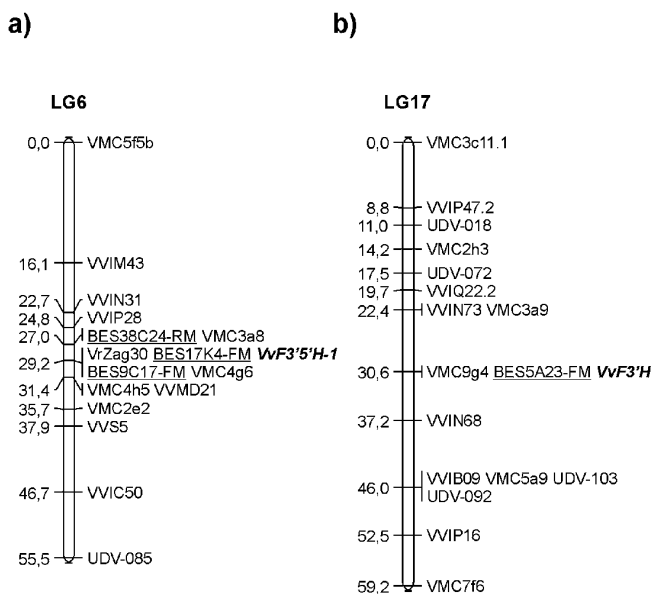 a)
LG6
0,0 VMC5f5b
16,1 VVIM43
22,7 VVIN31
24,8 VVIP28
27,0 BES38C24-RM VMC3a8
29,2 VrZag30 BES17K4-FM VvF3'5'H-1
BES9C17-FM VMC4g6
31,4 VMC4h5 VVMD21
35,7 VMC2e2
37,9 VVS5
46,7 VVIC50
55,5 UDV-085
b)
LG17
0,0 VMC3c11.1
8,8 VVIP47.2
11,0 UDV-018
14,2 VMC2h3
17,5 UDV-072
19,7 VVIQ22.2
22,4 VVIN73 VMC3a9
30,6 VMC9g4 BES5A23-FM VvF3'H
37,2 VVIN68
46,0 VVIB09 VMC5a9 UDV-103
UDV-092
52,5 VVIP16
59,2 VMC7f6